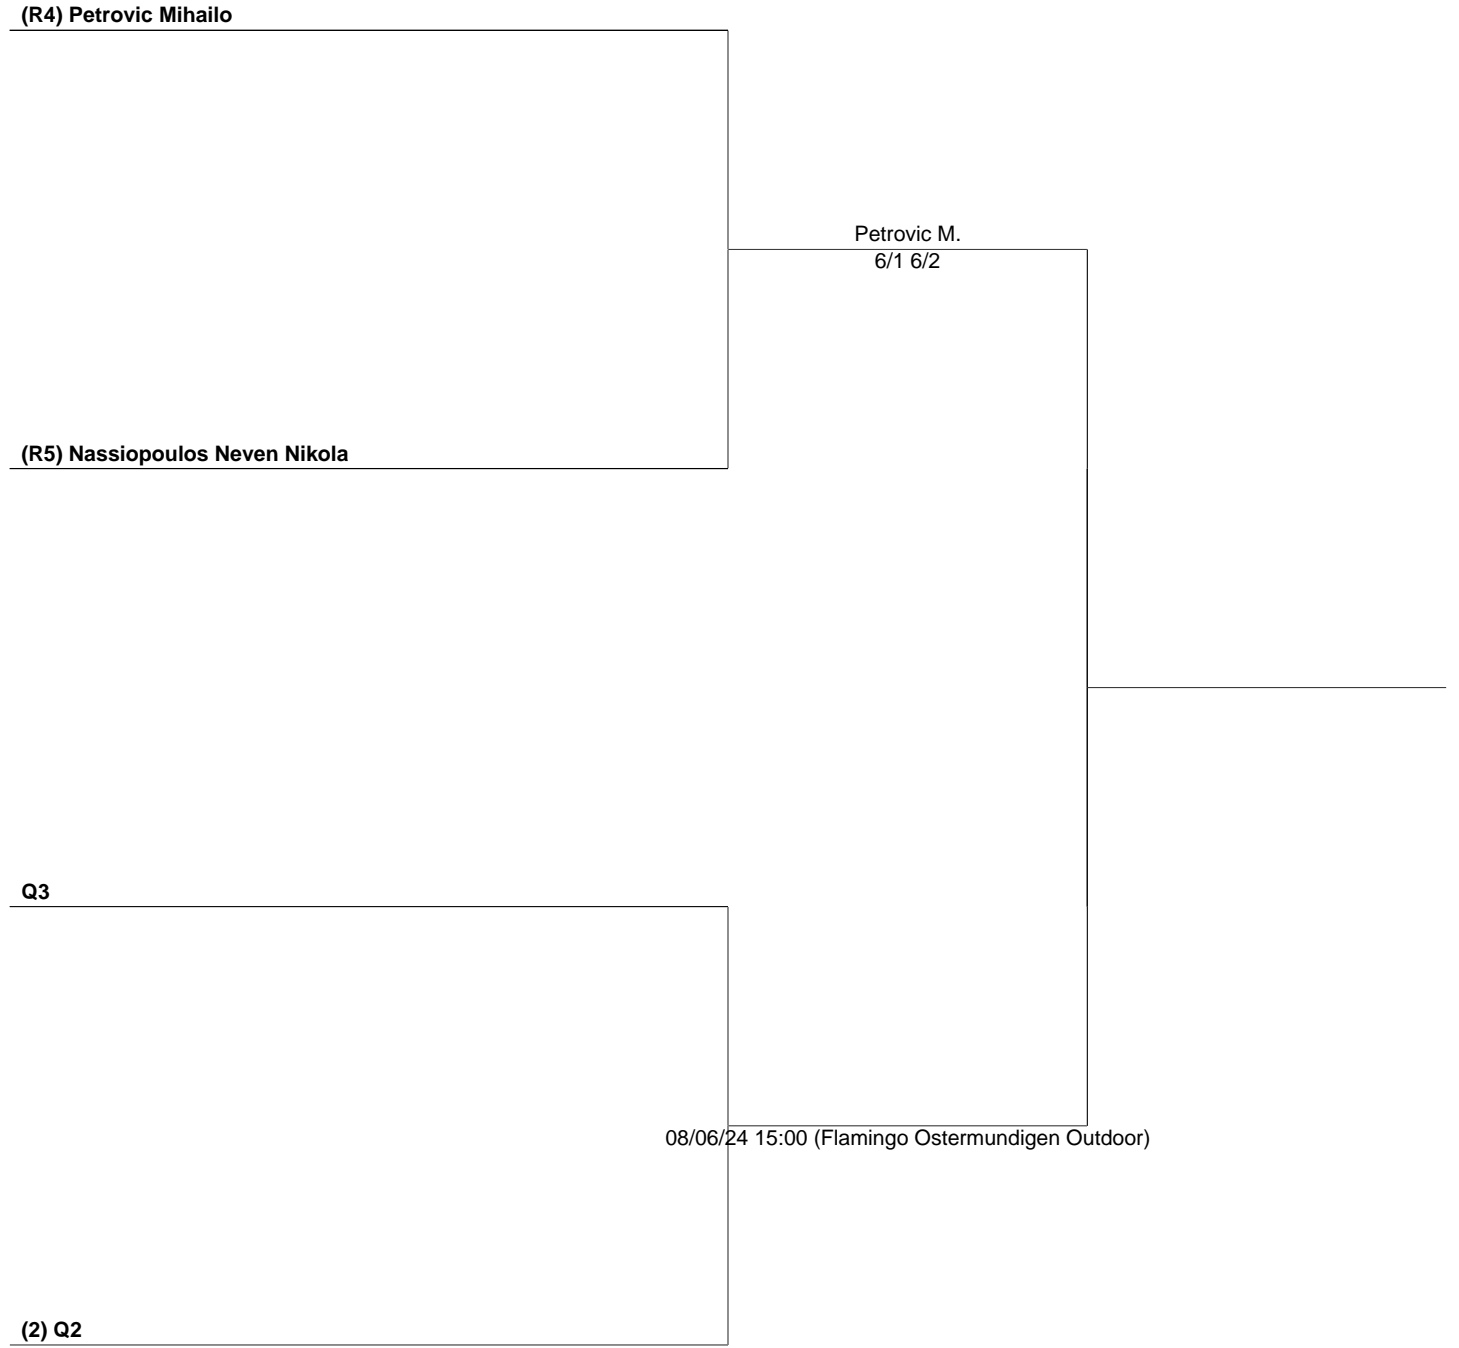 (R4) Petrovic Mihailo
Petrovic M.
6/1 6/2
(R5) Nassiopoulos Neven Nikola
Q3
08/06/24 15:00 (Flamingo Ostermundigen Outdoor)
(2) Q2